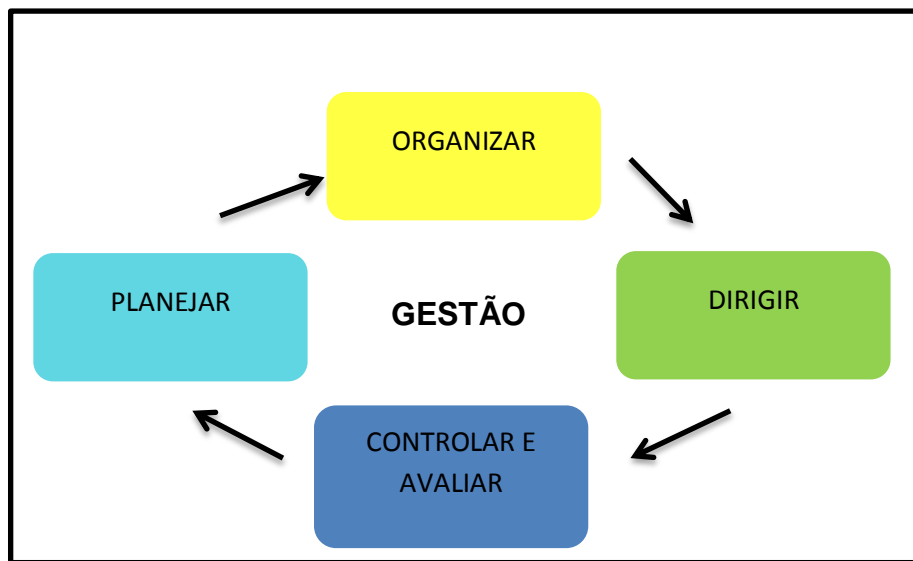 ORGANIZAR
PLANEJAR
GESTÃO
DIRIGIR
CONTROLAR E
AVALIAR